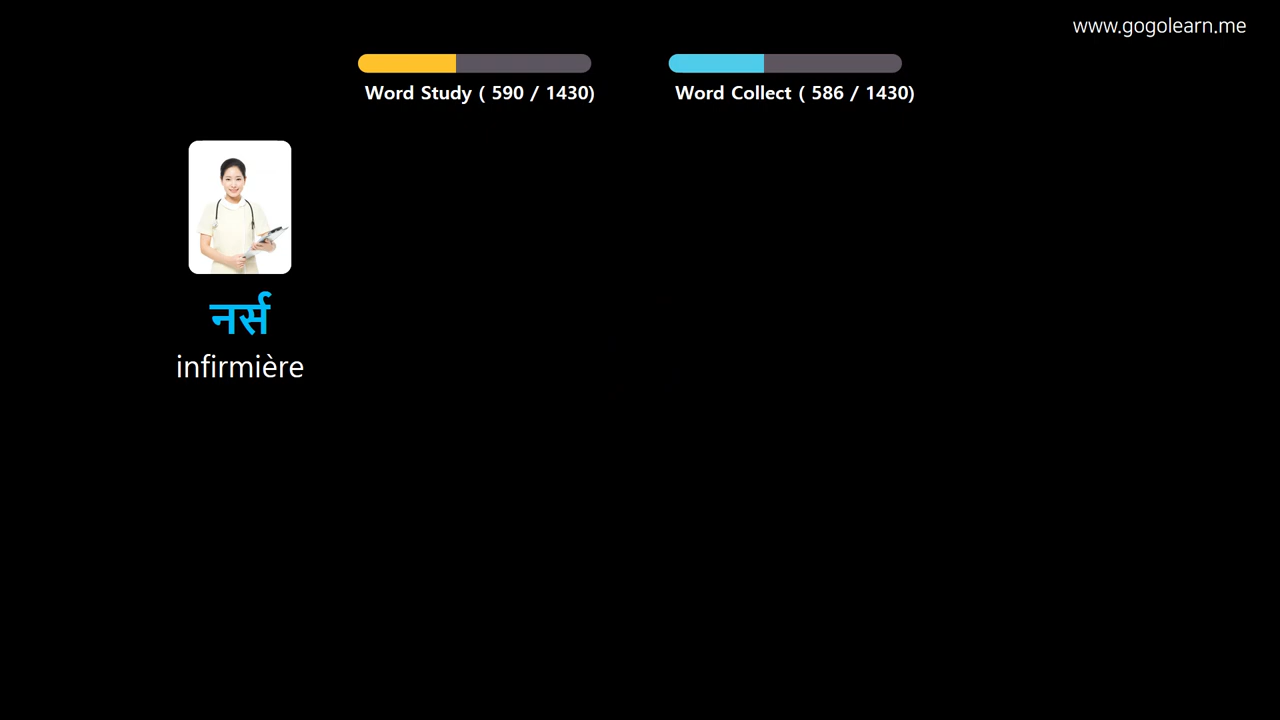 www.gogolearn.me
Word Study ( 590 / 1430)
Word Collect ( 586 / 1430)
नर्स
infirmière